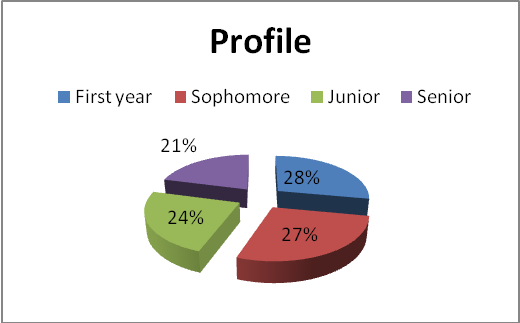 Profile
First year Sophomore Junior Senior
21%
28%
24%
27%